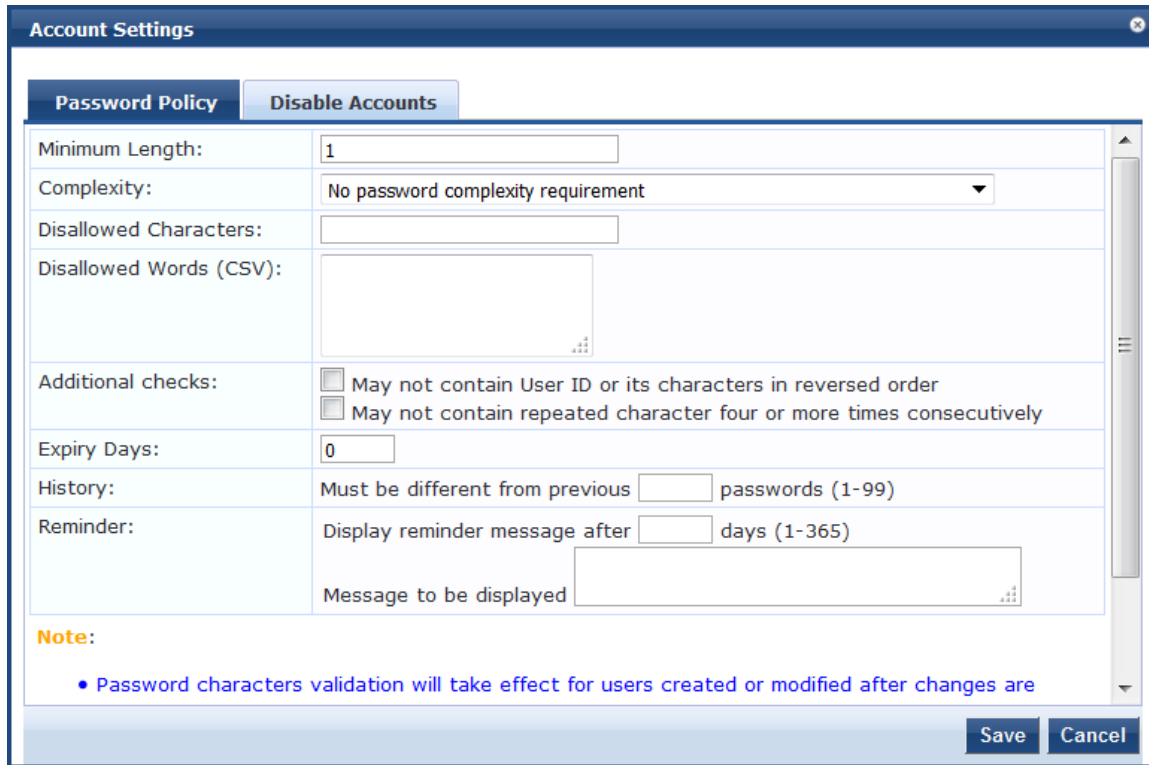 Account Settings
Password Policy
Disable Accounts
Minimum Length:
1
Complexity:
No password complexity requirement
Disallowed Characters:
Disallowed Words (CSV):
Additional checks:
May not contain User ID or its characters in reversed order
May not contain repeated character four or more times consecutively
Expiry Days:
0
History:
Must be different from previous passwords (1-99)
Reminder:
Display reminder message after days (1-365)
Message to be displayed
Note:
• Password characters validation will take effect for users created or modified after changes are
Save
Cancel